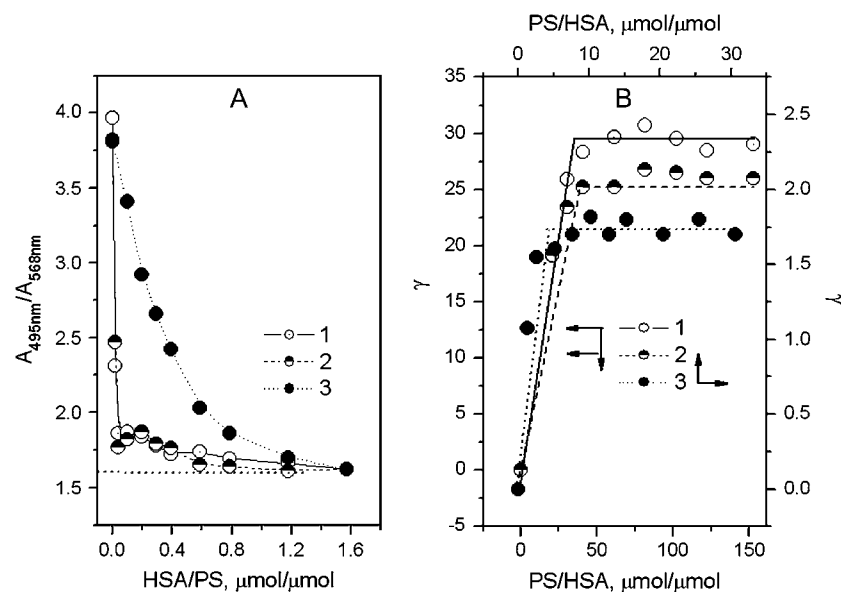 A
A495nm/A568nm
4.0
3.5
3.0
2.5
2.0
1.5
1
2
3
0.0 0.4 0.8 1.2 1.6
HSA/PS, μmol/μmol
PS/HSA, μmol/μmol
0 10 20 30
B
γ
35
30
25
20
15
10
5
0
-5
2.5
2.0
1.5
1.0
0.5
0.0
γ
1
2
3
0 50 100 150
PS/HSA, μmol/μmol